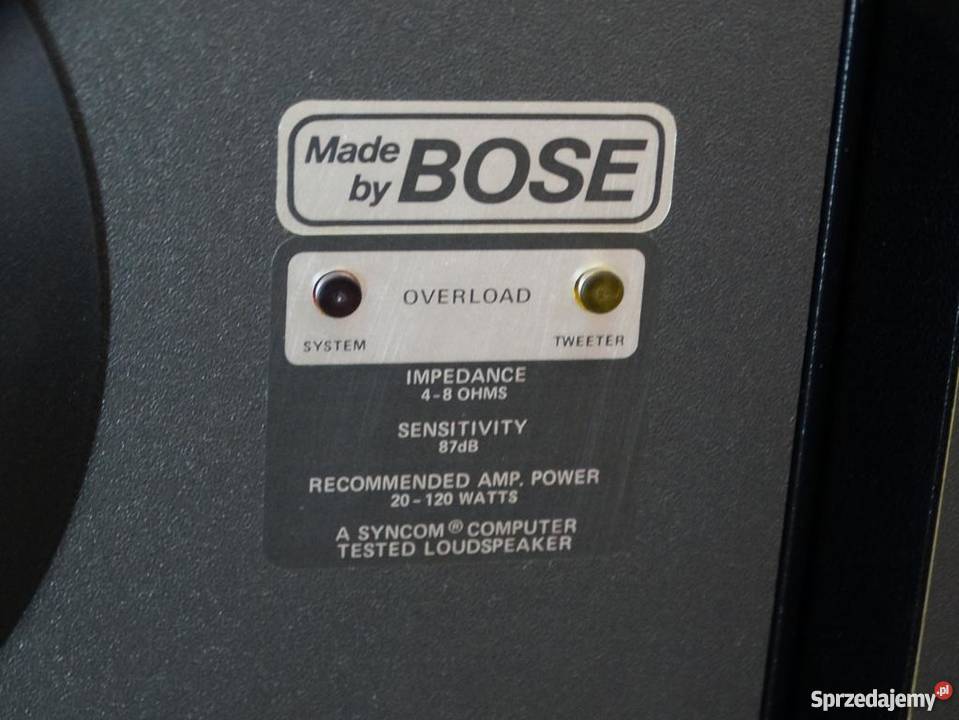 Made by BOSE
OVERLOAD
SYSTEM TWEETER
IMPEDANCE
4-8 OHMS
SENSITIVITY
87dB
RECOMMENDED AMP. POWER
20-120 WATTS
A SYNCOM® COMPUTER
TESTED LOUDSPEAKER
Sprzedajemy.pl